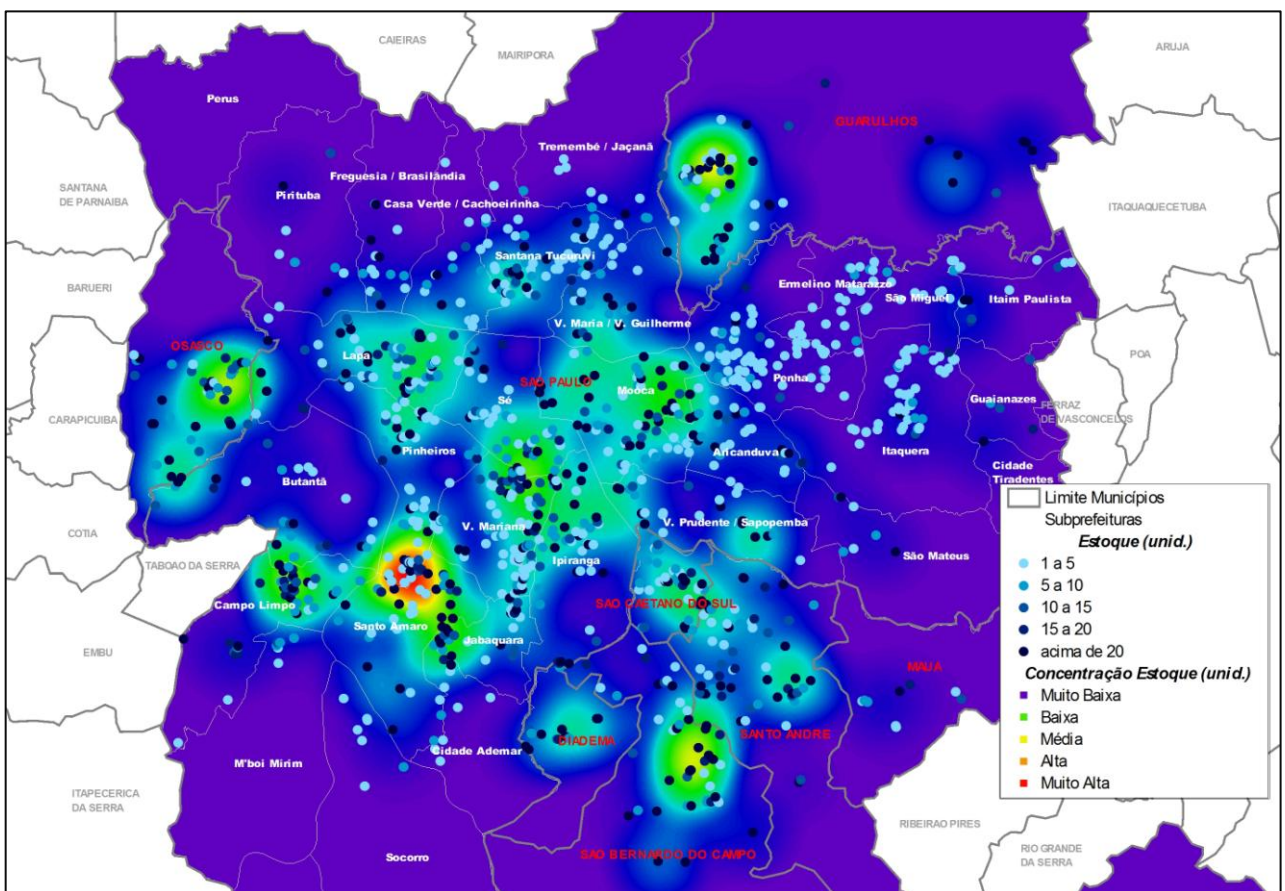 CAIEIRAS
MAIRIPORA
ARUJA
Perus
GUARULHOS
Tremembé / Jaçanã
Freguesia / Brasilândia
SANTANA
DE PARNAIBA
Pirituba
Casa Verde / Cachoeirinha
ITAQUAQUECETUBA
Santana Tucuruvi
BARUERI
Ermelino Matarazzo
São Miguel
Itaim Paulista
V. Maria / V. Guilherme
OSASCO
Lapa
POA
SAO PAULO
Penha
Mooca
Sé
Guaianazes
CARAPICUIBA
FERRAZ
DE VASCONCELOS
Pinheiros
Aricanduva
Itaquera
Cidade
Tiradentes
Butantã
COTIA
V. Mariana
V. Prudente / Sapopemba
São Mateus
TABOAO DA SERRA
Ipiranga
Campo Limpo
SAO CAETANO DO SUL
Santo Amaro
Jabaquara
EMBU
MAUA
SANTO ANDRE
DIADEMA
Cidade Ademar
M'boi Mirim
ITAPECERICA
DA SERRA
RIBEIRAO PIRES
SAO BERNARDO DO CAMPO
Socorro
RIO GRANDE
DA SERRA
Limite Municípios
Subprefeituras
Estoque (unid.)
1 a 5
5 a 10
10 a 15
15 a 20
acima de 20
Concentração Estoque (unid.)
Muito Baixa
Baixa
Média
Alta
Muito Alta